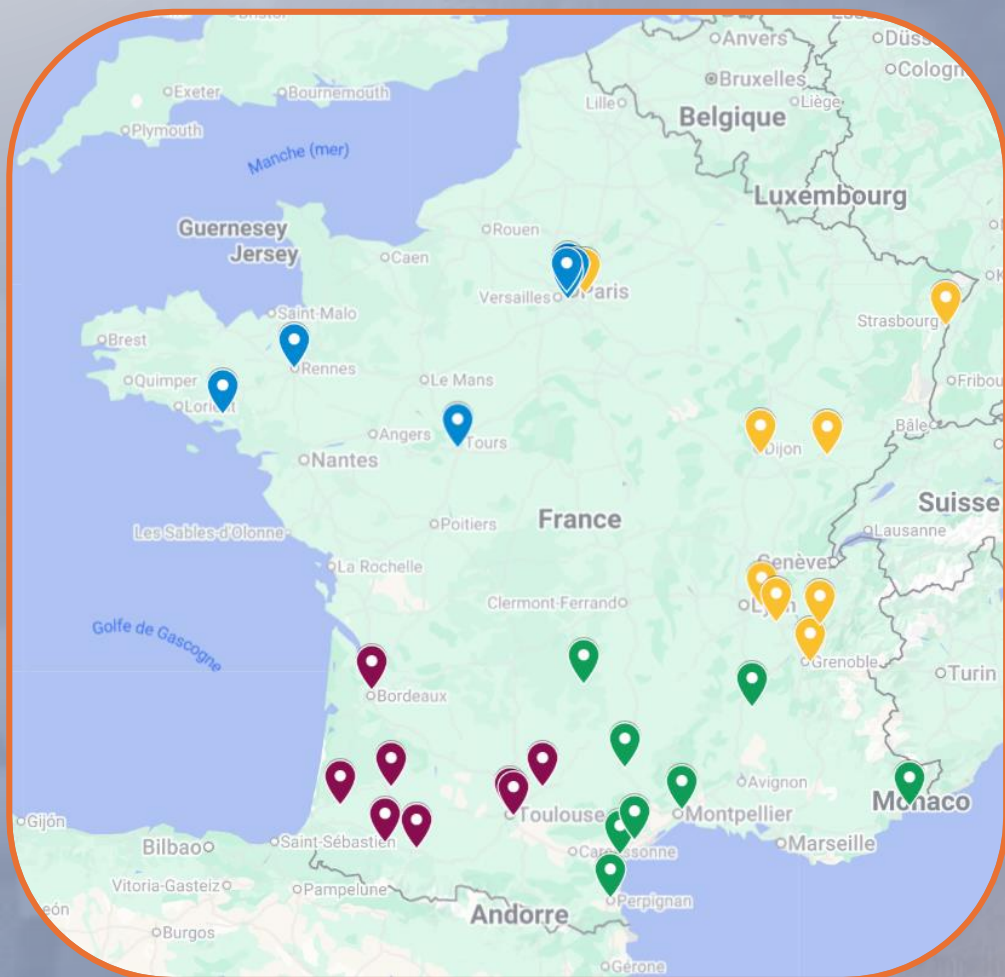 Anvers
Düss
Bruxelles
Cologn
Exeter
Bournemouth
Lille
Liège
Belgique
Plymouth
Manche (mer)
Luxembourg
Guernesey
Jersey
Rouen
Caen
Versailles
Paris
Saint-Malo
Strasbourg
Brest
Rennes
Quimper
Le Mans
Fribou
Lorient
Angers
Tours
Dijon
Bâle
Nantes
Suisse
France
Les Sables-d'Olonne
Poitiers
Lausanne
La Rochelle
Genève
Clermont-Ferrand
Lyon
Golfe de Gascogne
Grenoble
Turin
Bordeaux
Avignon
Monaco
Gijón
Toulouse
Montpellier
Bilbao
Saint-Sébastien
Carcassonne
Marseille
Vitoria-Gasteiz
Pampelune
Perpignan
eón
Andorre
Burgos
Gérone